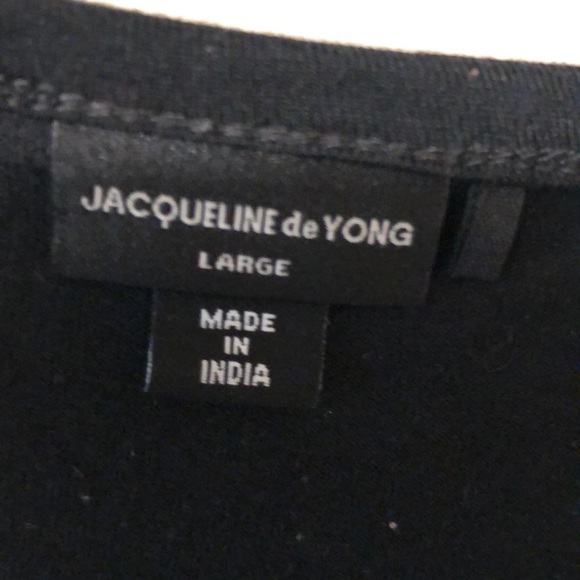 JACQUELINE de YONG
LARGE
MADE
IN
INDIA